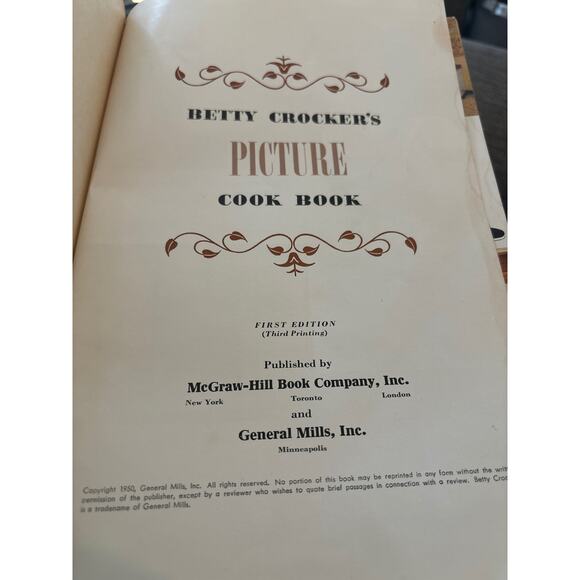 BETTY CROCKER'S
PICTURE
COOK BOOK
FIRST EDITION
(Third Printing)
Published by
McGraw-Hill Book Company, Inc.
New York Toronto London
and
General Mills, Inc.
Minneapolis
Copyright 1950, General Mills, Inc. All rights reserved. No portion of this book may be reprinted in any form without the
permission of the publisher, except by a reviewer who wishes to quote brief passages in connection with a review. Betty
is a tradename of General Mills.